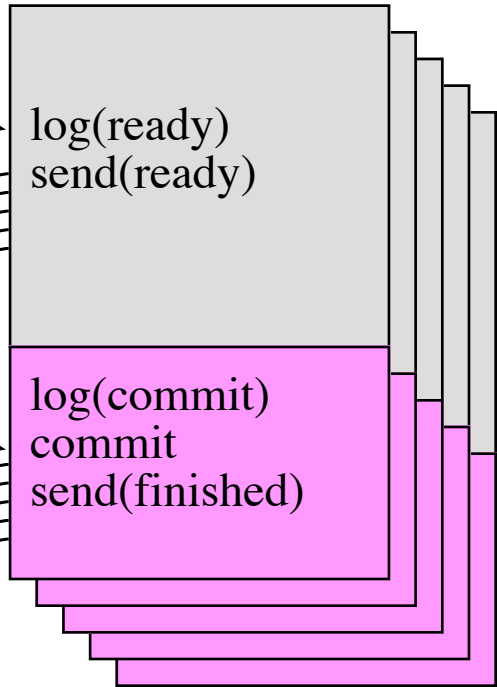 log(ready)
send(ready)
log(commit)
commit
send(finished)